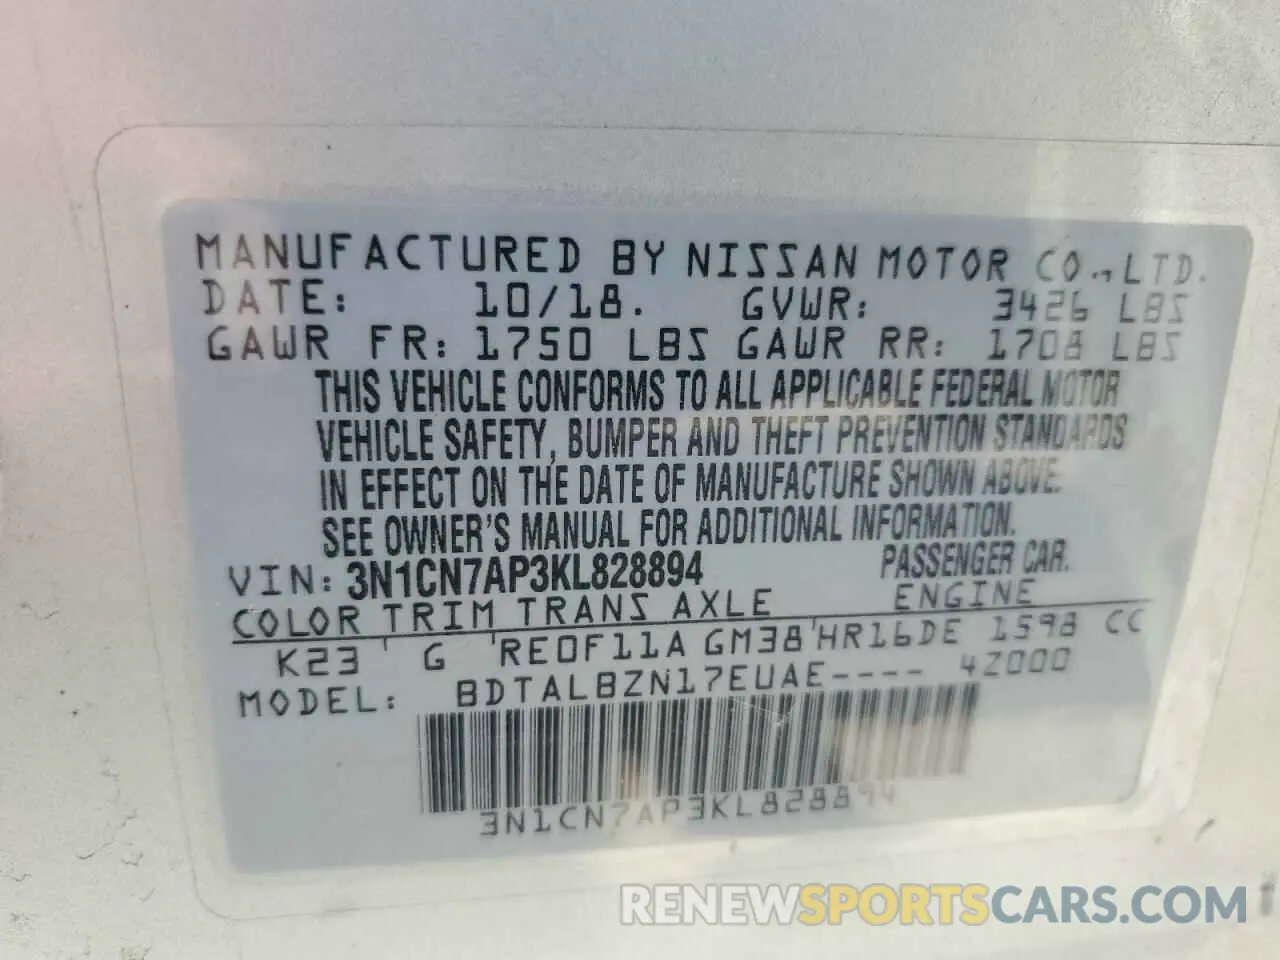 MANUFACTURED BY NISSAN MOTOR CO.,LTD.
DATE: 10/18. GVWR: 3426 LBS
GAWR FR: 1750 LBS GAWR RR: 1708 LBS
THIS VEHICLE CONFORMS TO ALL APPLICABLE FEDERAL MOTOR
VEHICLE SAFETY, BUMPER AND THEFT PREVENTION STANDARDS
IN EFFECT ON THE DATE OF MANUFACTURE SHOWN ABOVE.
SEE OWNER'S MANUAL FOR ADDITIONAL INFORMATION.
VIN: 3N1CN7AP3KL828894 PASSENGER CAR.
COLOR TRIM TRANS AXLE ENGINE
K23 G RE0F11A GM38 HR16DE 1598 CC
MODEL: BDTALBZN17EUAE---- 4Z000
3N1CN7AP3KL828894
RENEWSPORTSCARS.COM